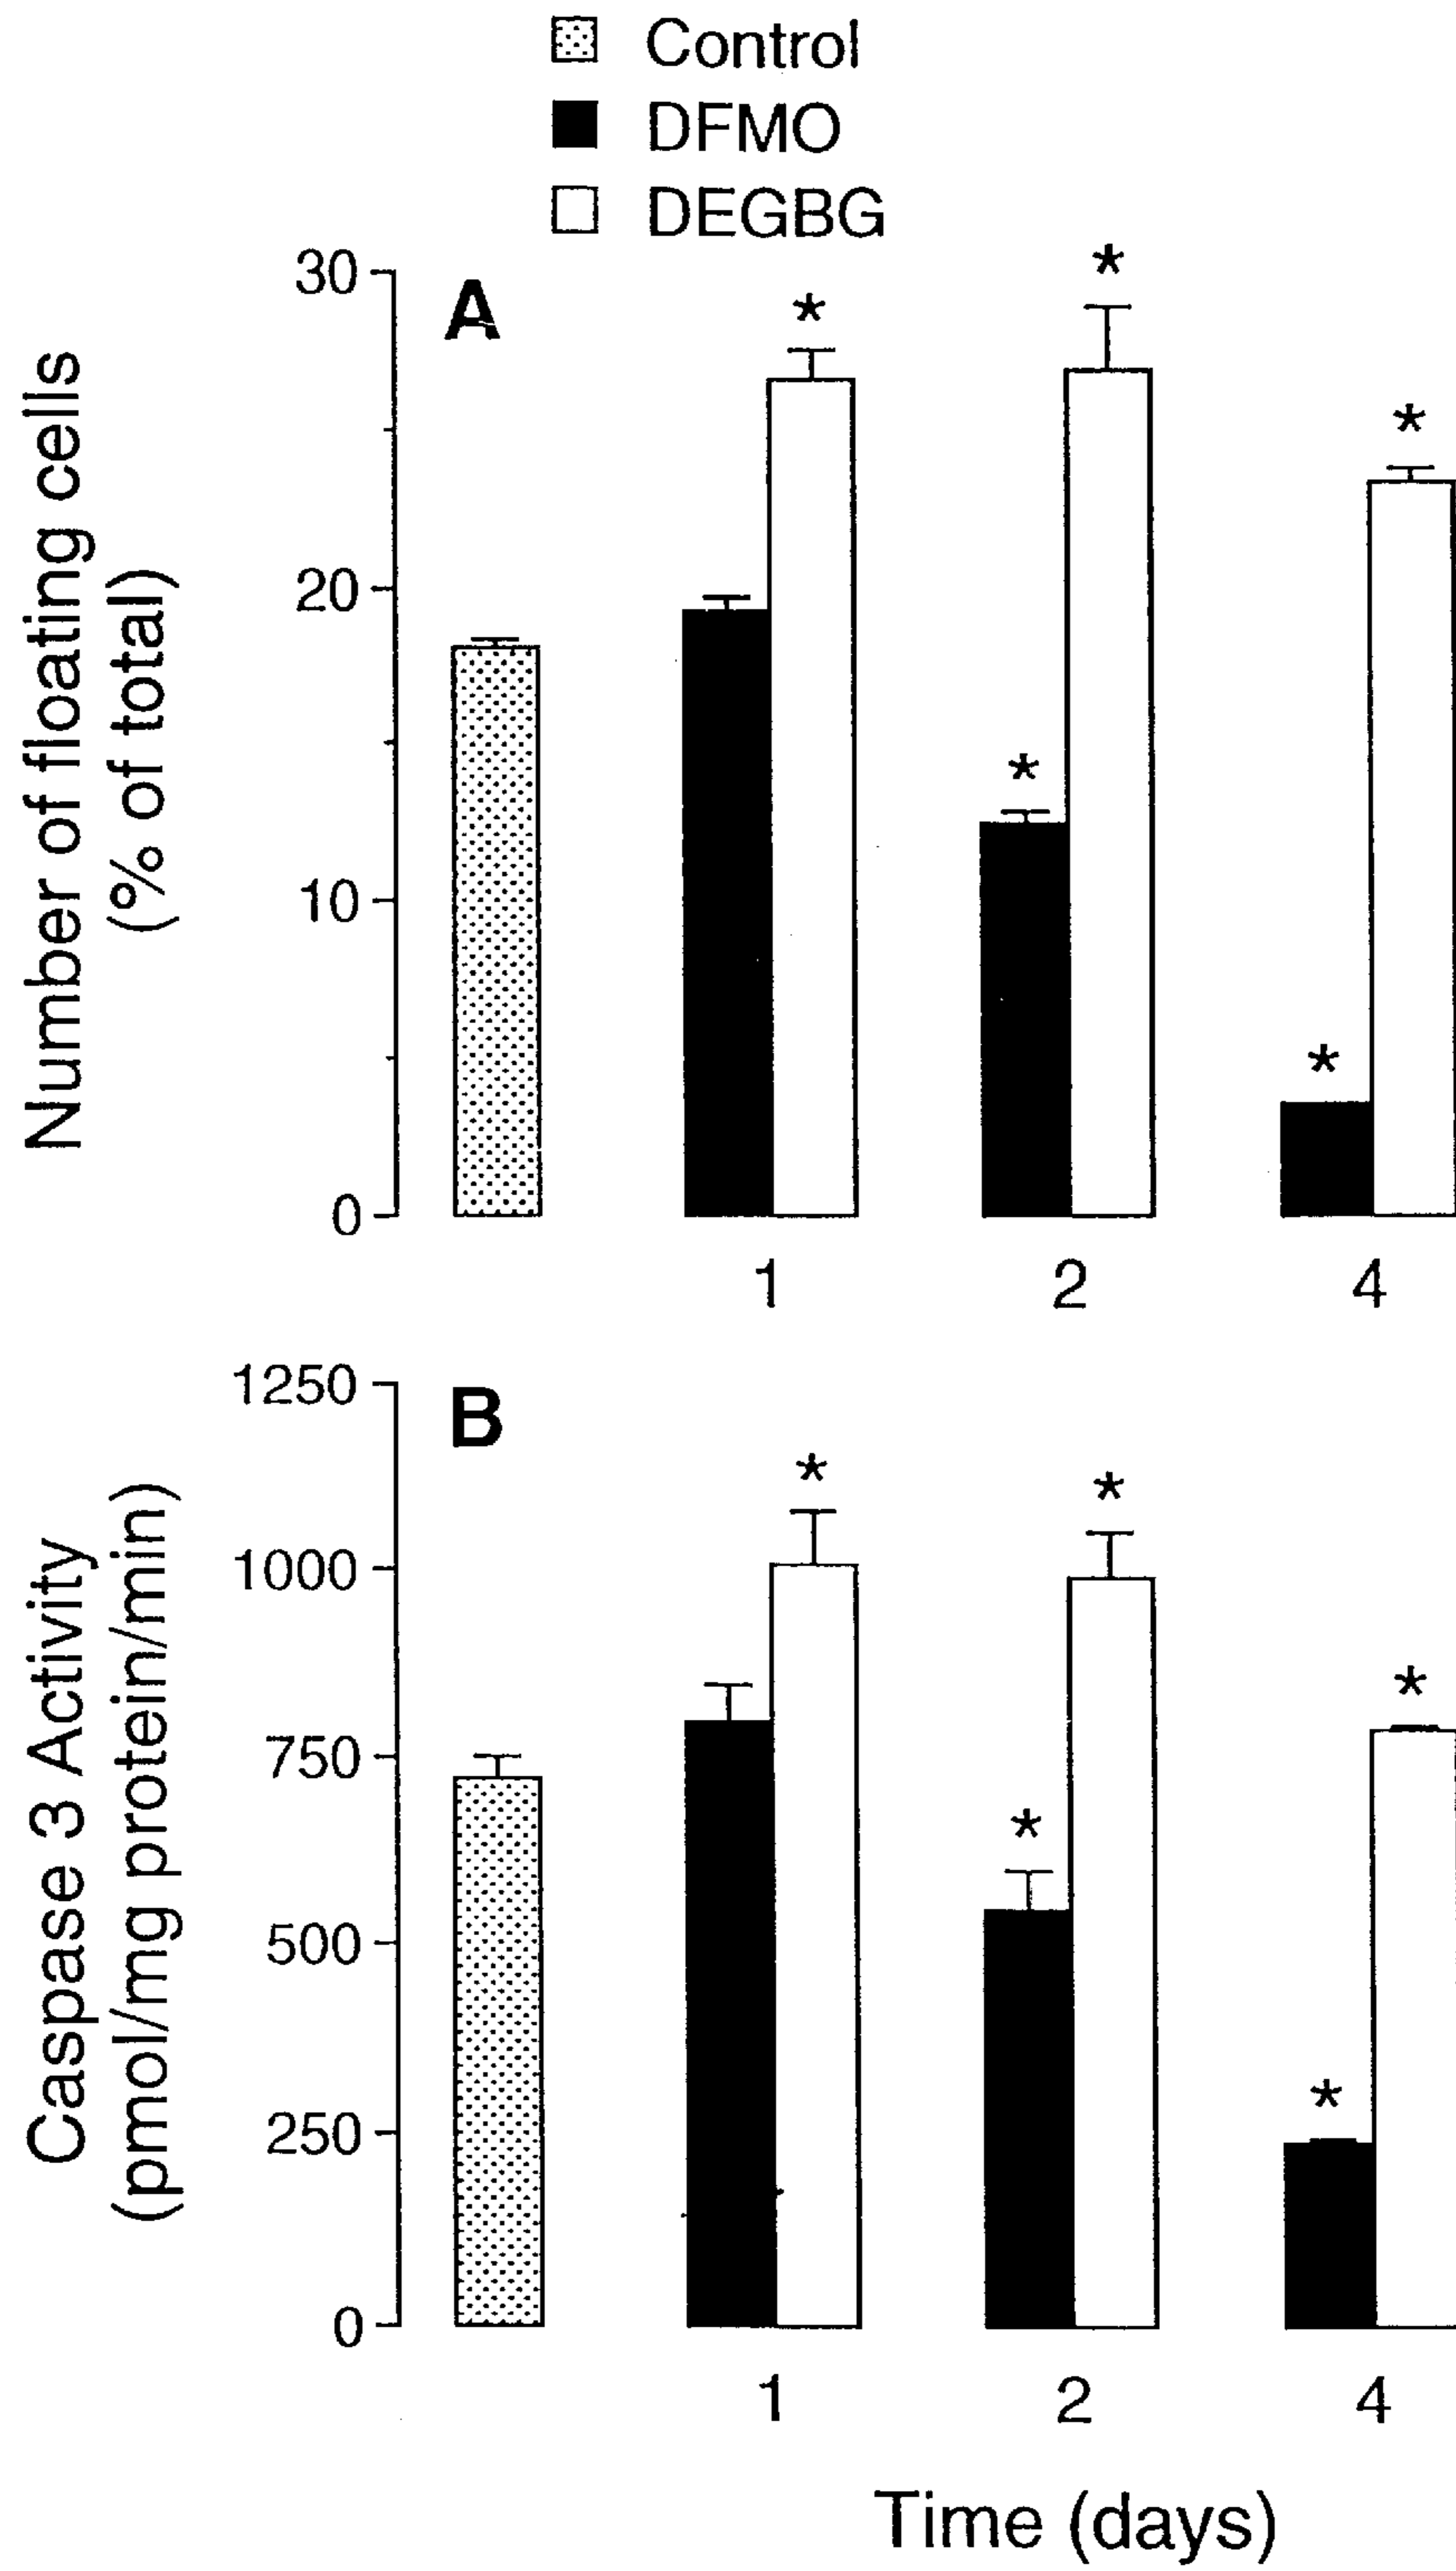 Control
DFMO
DEGBG
A
Number of floating cells
(% of total)
30
20
10
0
* * *
* *
1 2 4
B
Caspase 3 Activity
(pmol/mg protein/min)
1250
1000
750
500
250
0
* * *
* *
1 2 4
Time (days)